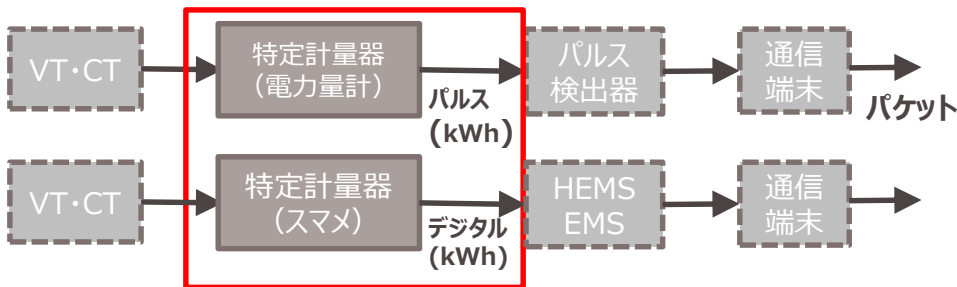 VT・CT
特定計量器
（電力量計）
パルス
(kWh)
パルス
検出器
通信
端末
パケット
VT・CT
特定計量器
（スマメ）
デジタル
(kWh)
HEMS
EMS
通信
端末